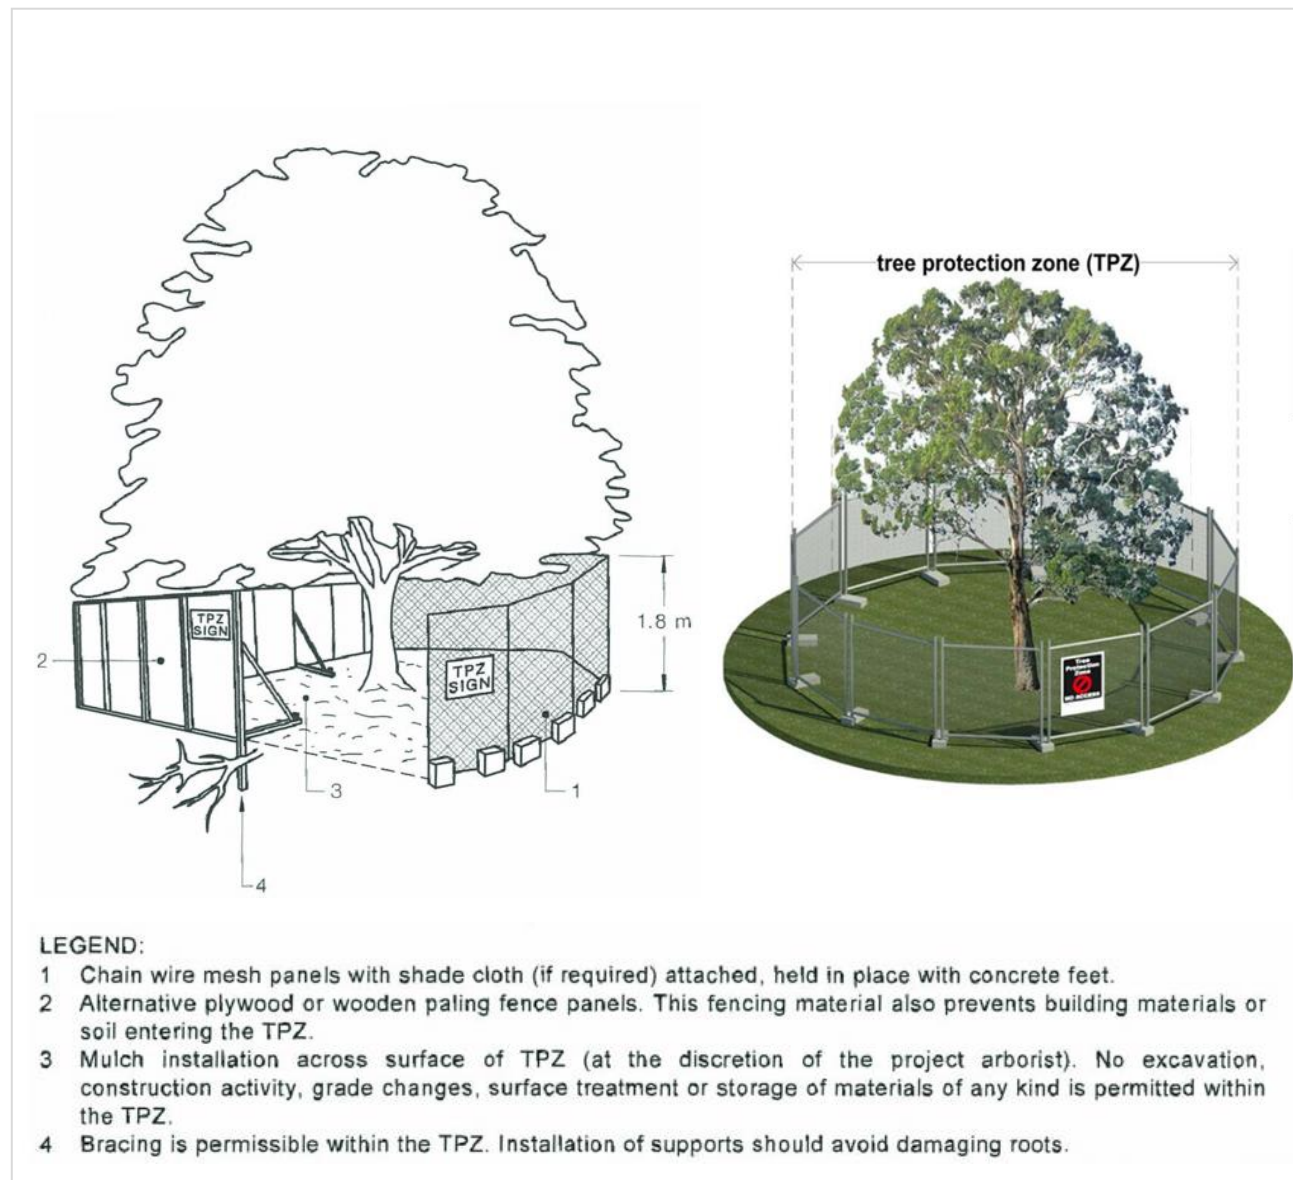 tree protection zone (TPZ)
TPZ
SIGN
1.8 m
2
TPZ
SIGN
Tree
Protection
Zone
NO ACCESS
3
1
4
LEGEND:
1 Chain wire mesh panels with shade cloth (if required) attached, held in place with concrete feet.
2 Alternative plywood or wooden paling fence panels. This fencing material also prevents building materials or
soil entering the TPZ.
3 Mulch installation across surface of TPZ (at the discretion of the project arborist). No excavation,
construction activity, grade changes, surface treatment or storage of materials of any kind is permitted within
the TPZ.
4 Bracing is permissible within the TPZ. Installation of supports should avoid damaging roots.